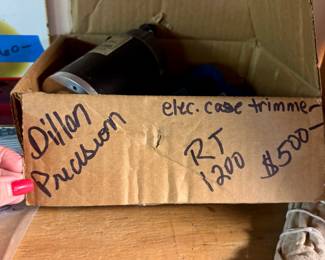 Dillon
Precision
elec. case trimmer-
RT
1200
$500-